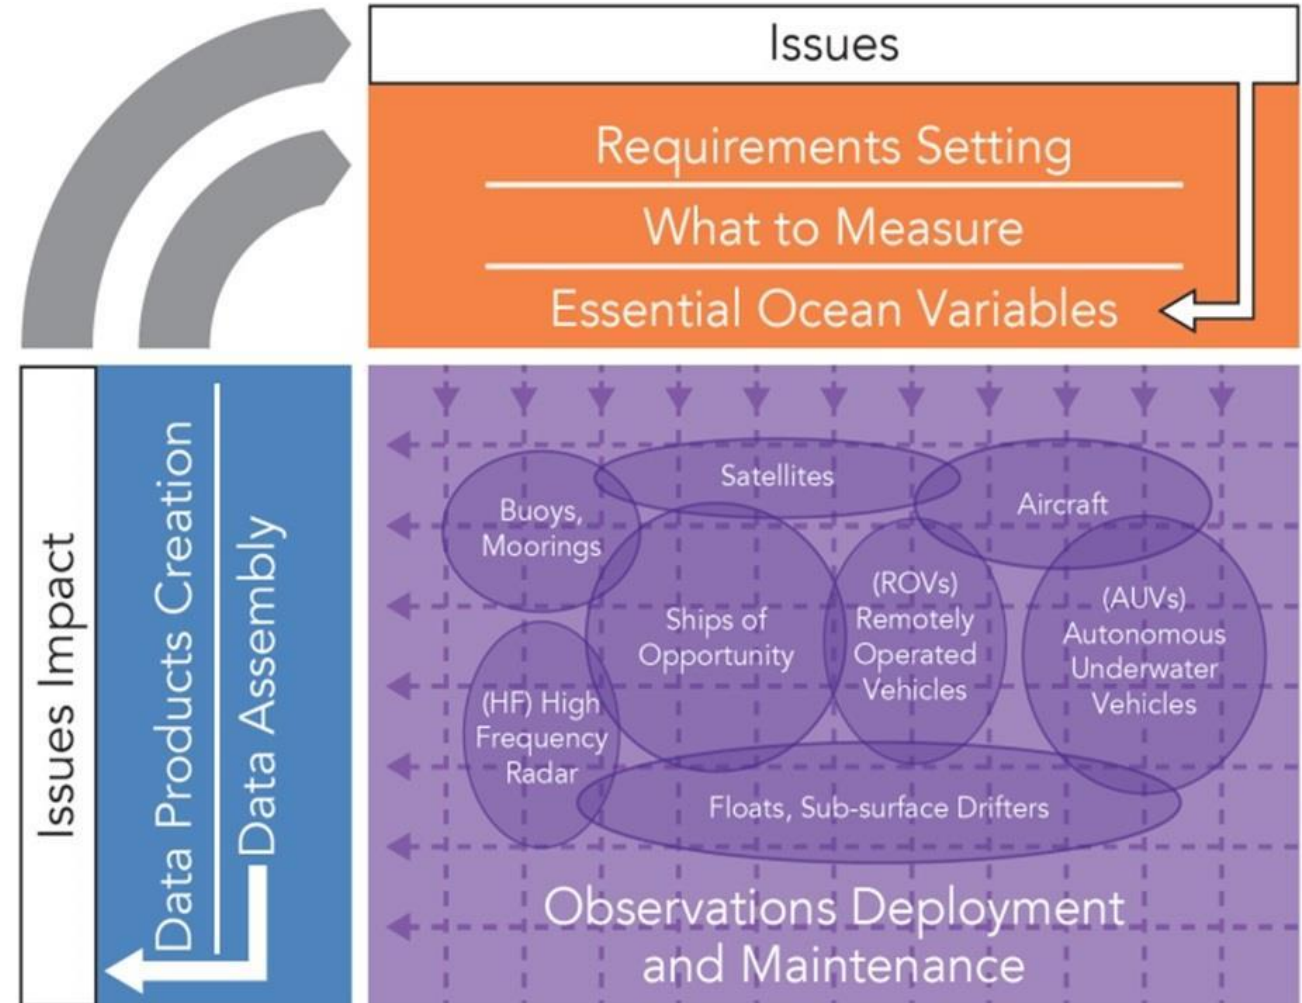 Issues
Requirements Setting
What to Measure
Essential Ocean Variables
Issues Impact
Data Products Creation
Data Assembly
Satellites
Aircraft
Buoys,
Moorings
Ships of
Opportunity
(ROVs)
Remotely
Operated
Vehicles
(AUVs)
Autonomous
Underwater
Vehicles
(HF) High
Frequency
Radar
Floats, Sub-surface Drifters
Observations Deployment
and Maintenance